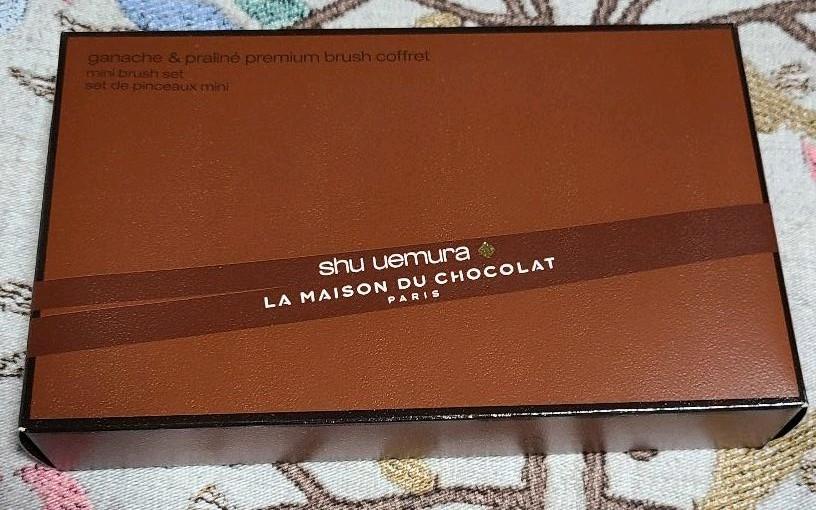 ganache & praliné premium brush coffret
mini brush set
set de pinceaux mini
shu uemura
LA MAISON DU CHOCOLAT
PARIS